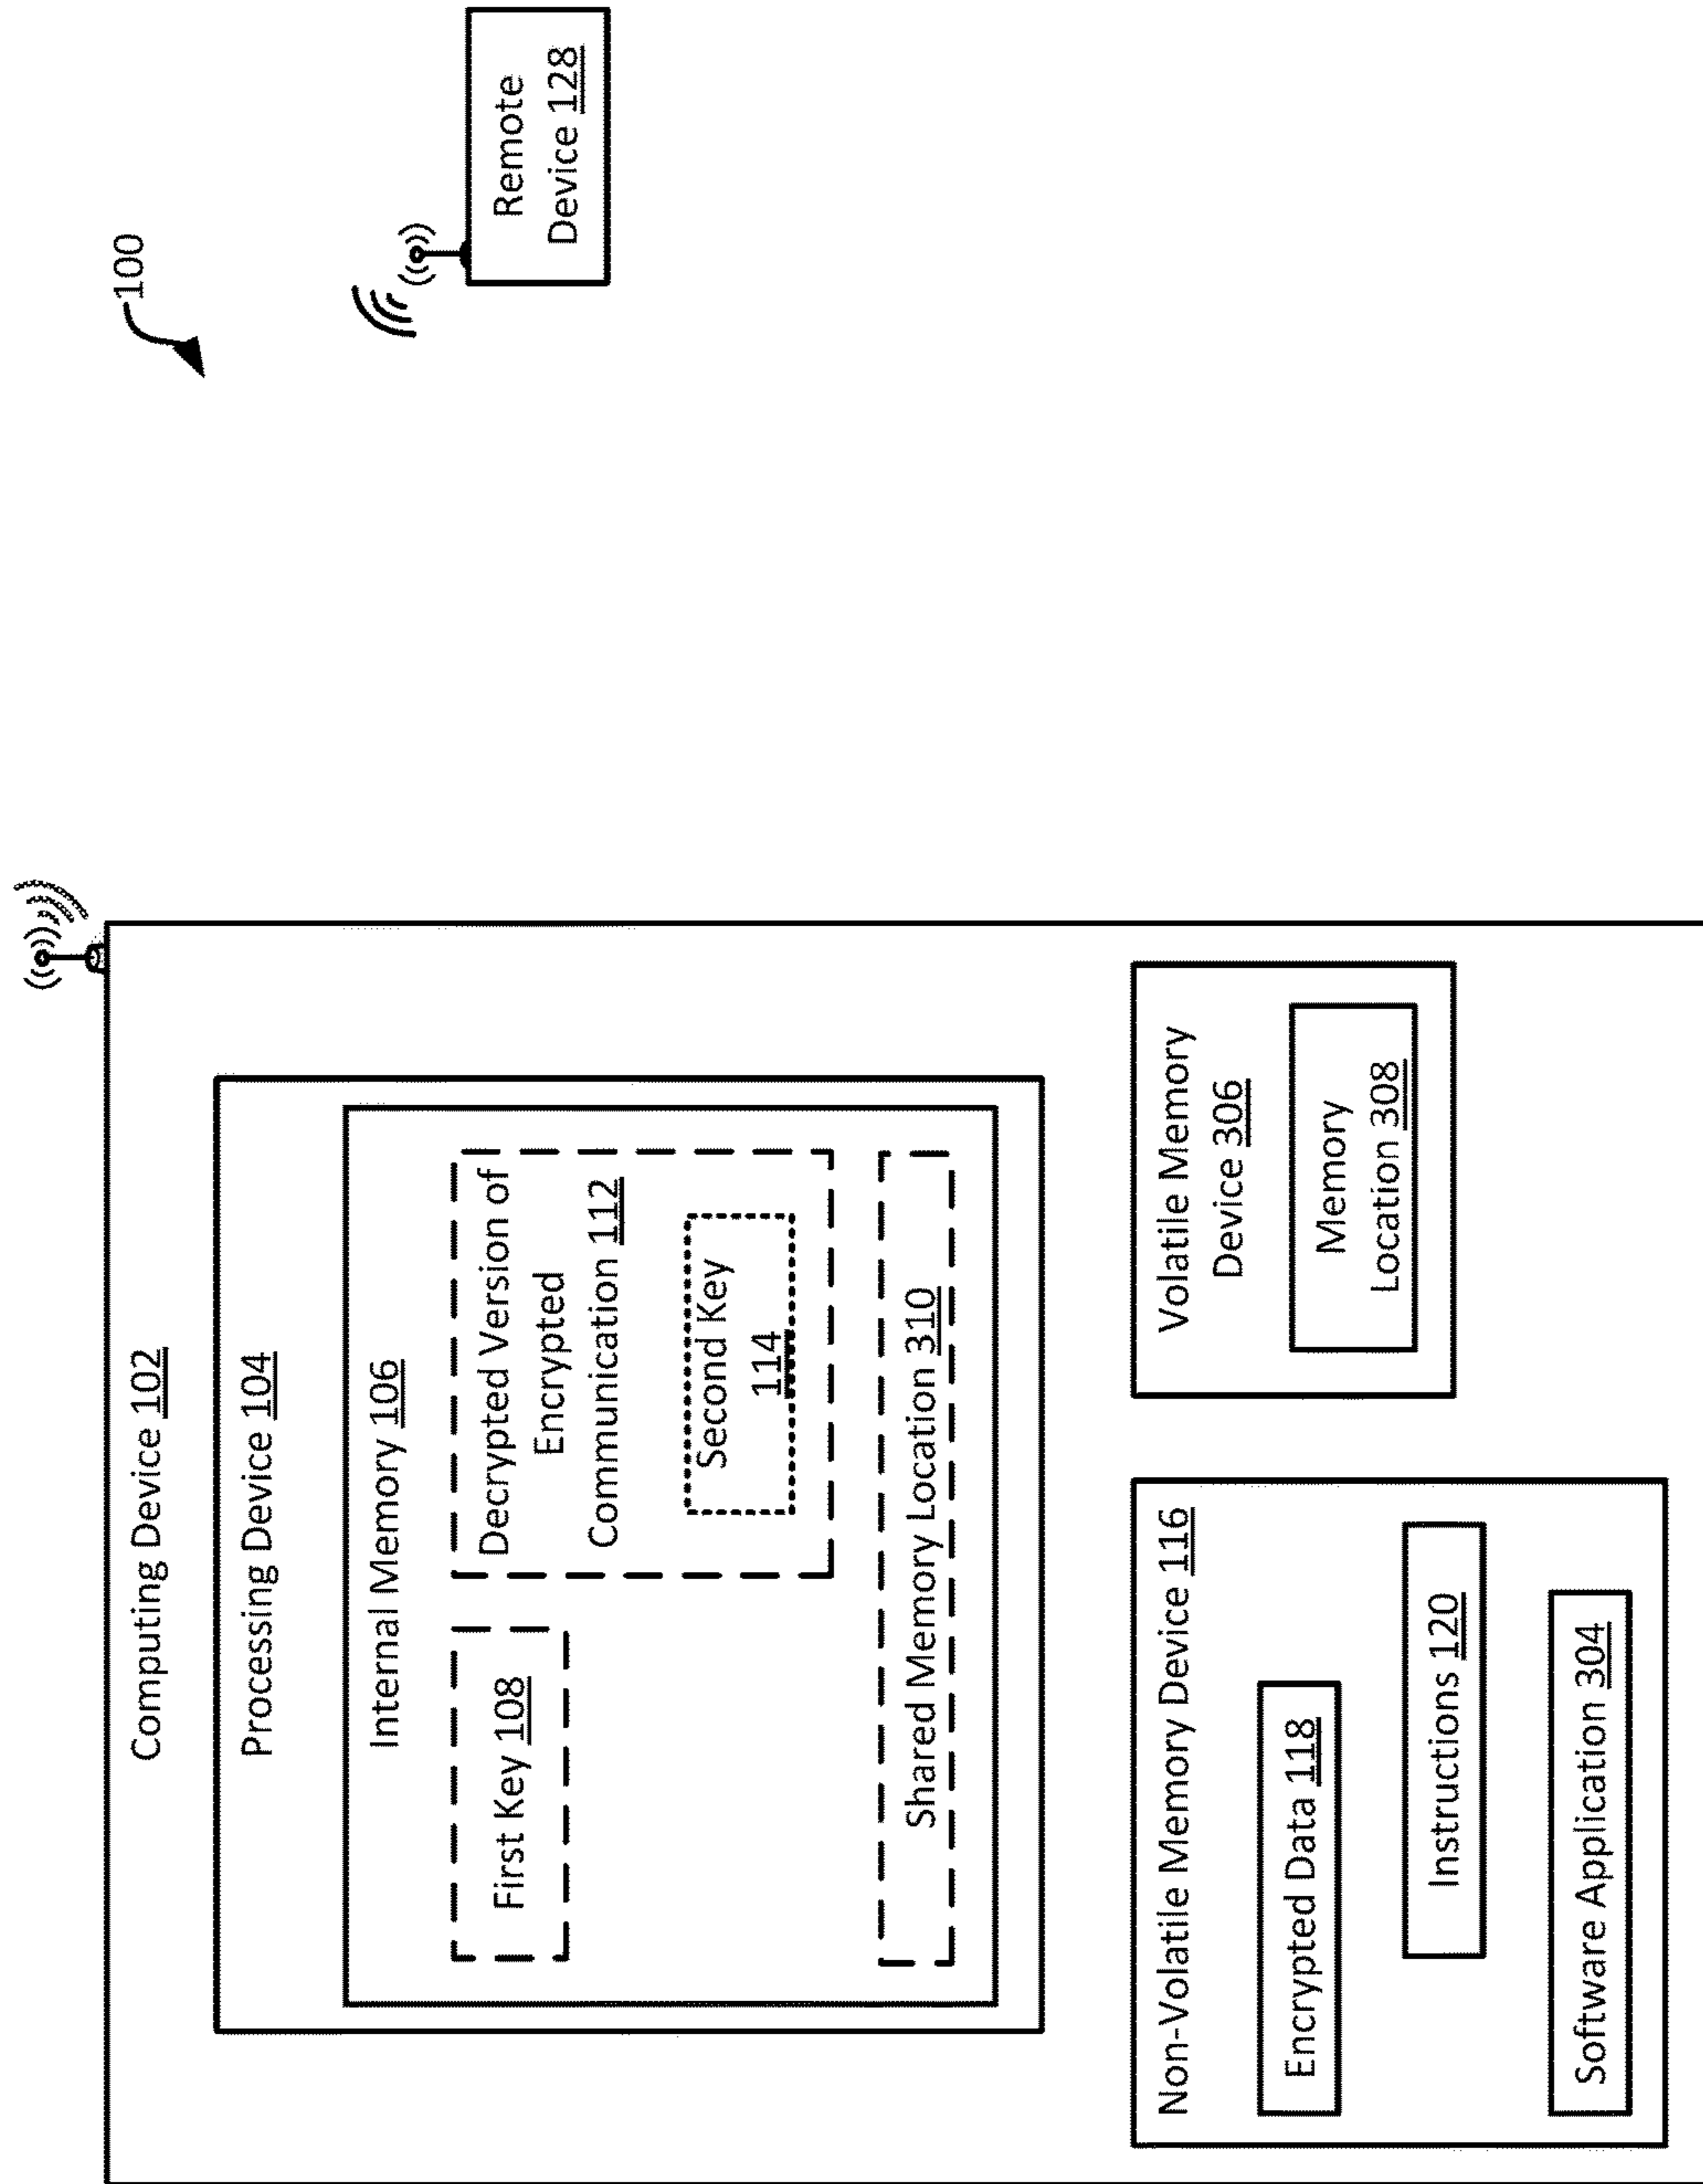 100
Computing Device 102
Processing Device 104
Internal Memory 106
First Key 108
Decrypted Version of
Encrypted
Communication 112
Second Key
114
Shared Memory Location 310
Non-Volatile Memory Device 116
Encrypted Data 118
Instructions 120
Software Application 304
Volatile Memory
Device 306
Memory
Location 308
Remote
Device 128